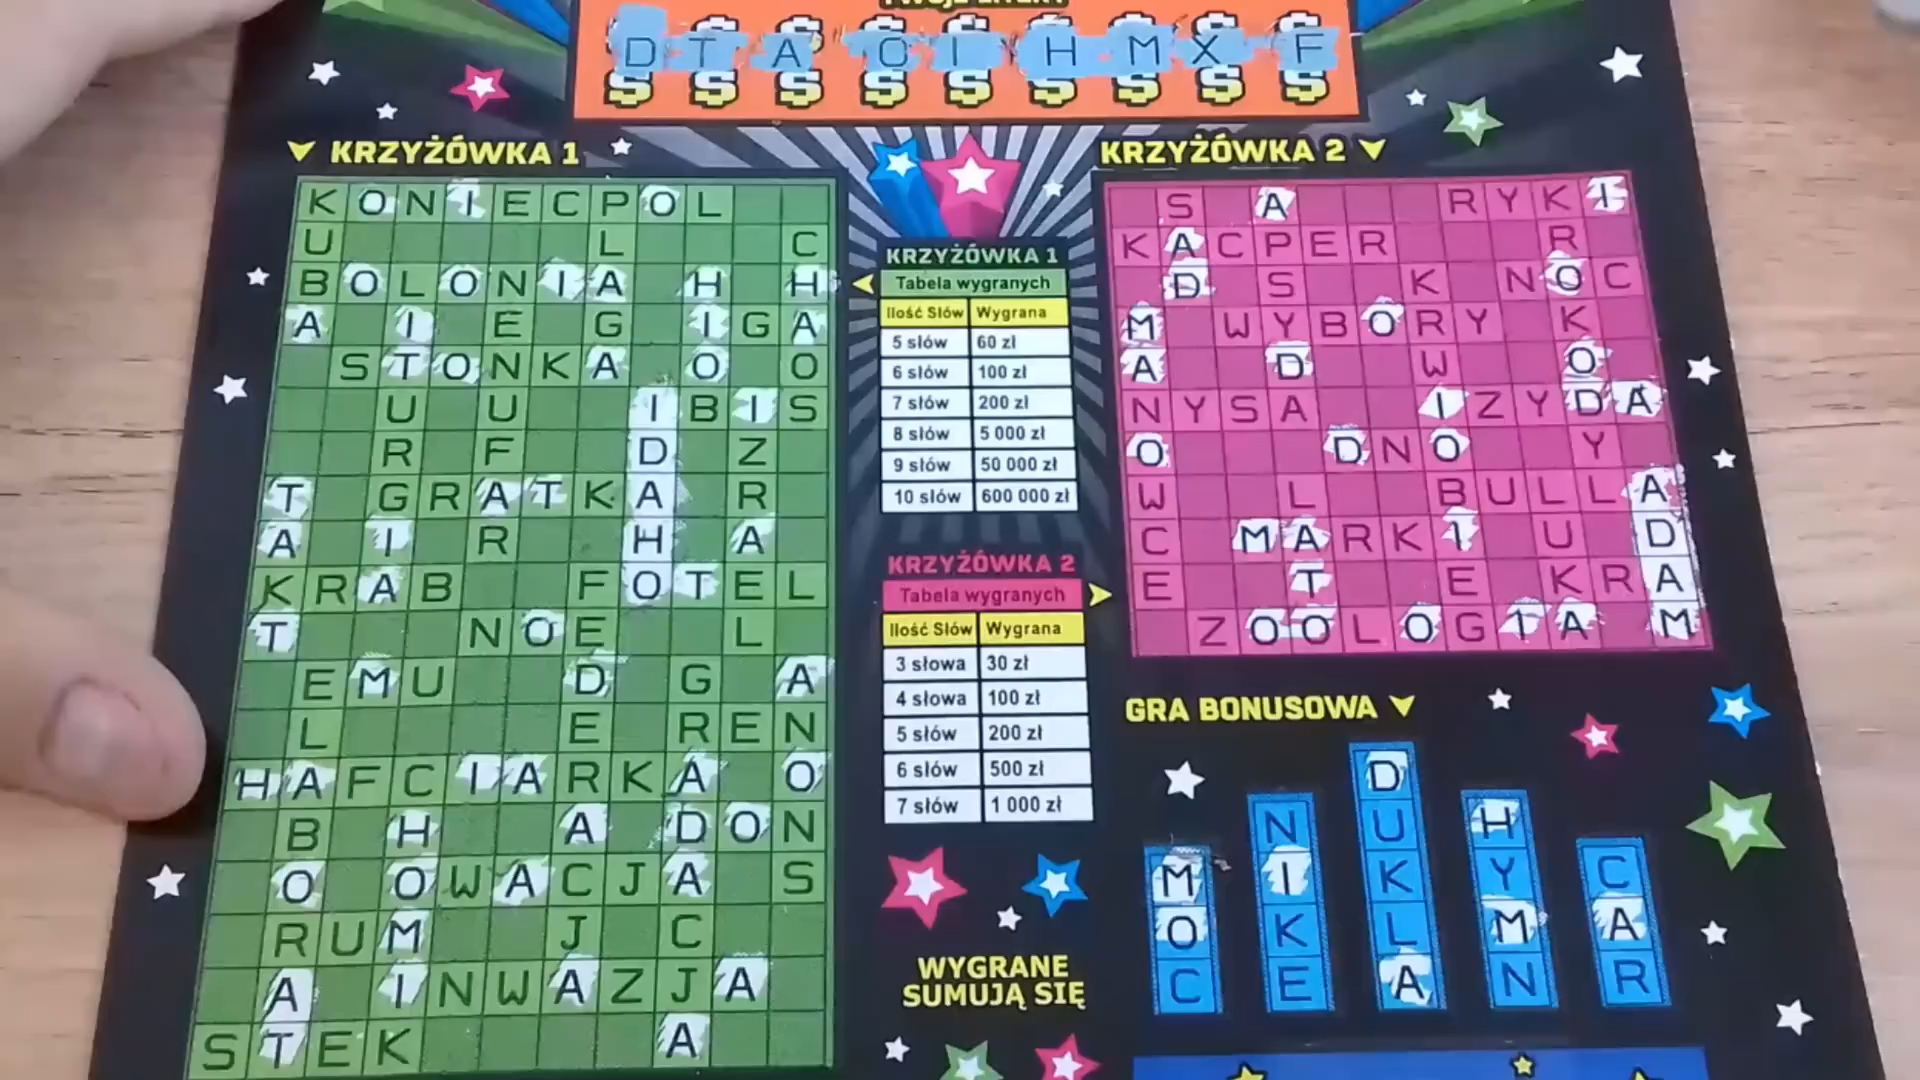 D T A O I H M X F
$ $ $ $ $ $ $ $ $
KRZYŻÓWKA 1
KRZYŻÓWKA 2
KONIECPOL
U L C
BOLONIA H H
A I E G IGA
STONKA O O
U U IBIS
R F D Z
T GRATKA R
A I R H A
KRAB FOTEL
T NOE L
EMU D G A
L E REN
HAFCIARKA O
B H A DON
O OWACJA S
RUM J C
A INWAZJA
STEK A
KRZYŻÓWKA 1
Tabela wygranych
Ilość Słów Wygrana
5 słów 60 zł
6 słów 100 zł
7 słów 200 zł
8 słów 5 000 zł
9 słów 50 000 zł
10 słów 600 000 zł
KRZYŻÓWKA 2
Tabela wygranych
Ilość Słów Wygrana
3 słowa 30 zł
4 słowa 100 zł
5 słów 200 zł
6 słów 500 zł
7 słów 1 000 zł
WYGRANE
SUMUJĄ SIĘ
S A RYKI
KACPER R
D S K NOC
M WYBORY K
A D W O
NYSA IZYDA
O DNO Y
W L BULLA
C MARKI U D
E T E KRA
ZOOLOGIA M
GRA BONUSOWA
MOC
NIKE
DUKLA
HYMN
CAR